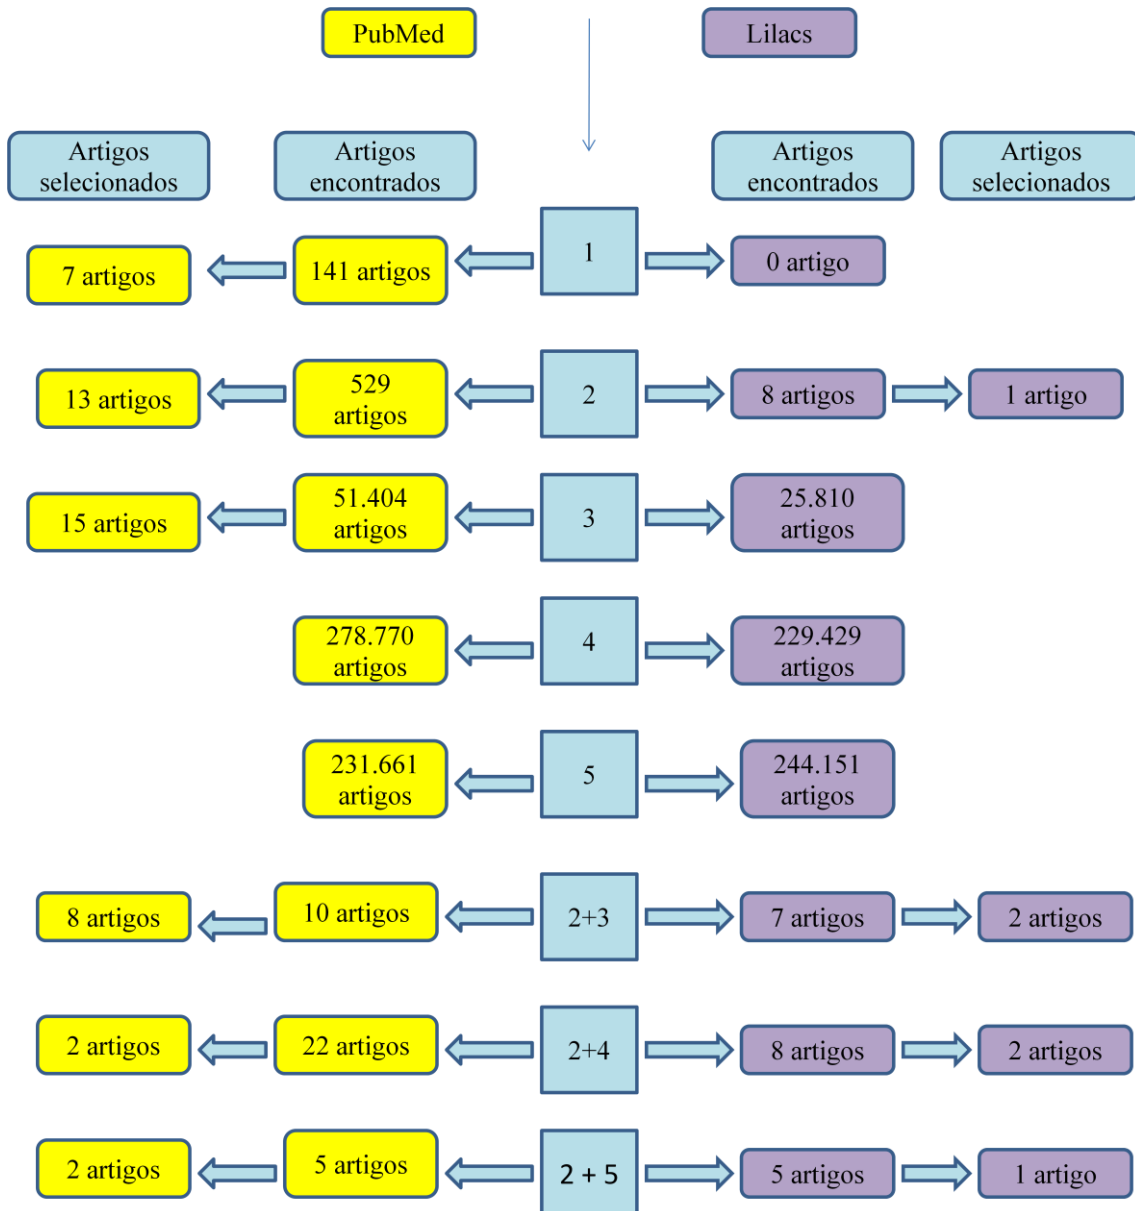 PubMed
Lilacs
Artigos
selecionados
Artigos
encontrados
Artigos
encontrados
Artigos
selecionados
7 artigos
141 artigos
1
0 artigo
13 artigos
529
artigos
2
8 artigos
1 artigo
15 artigos
51.404
artigos
3
25.810
artigos
278.770
artigos
4
229.429
artigos
231.661
artigos
5
244.151
artigos
8 artigos
10 artigos
2+3
7 artigos
2 artigos
2 artigos
22 artigos
2+4
8 artigos
2 artigos
2 artigos
5 artigos
2 + 5
5 artigos
1 artigo